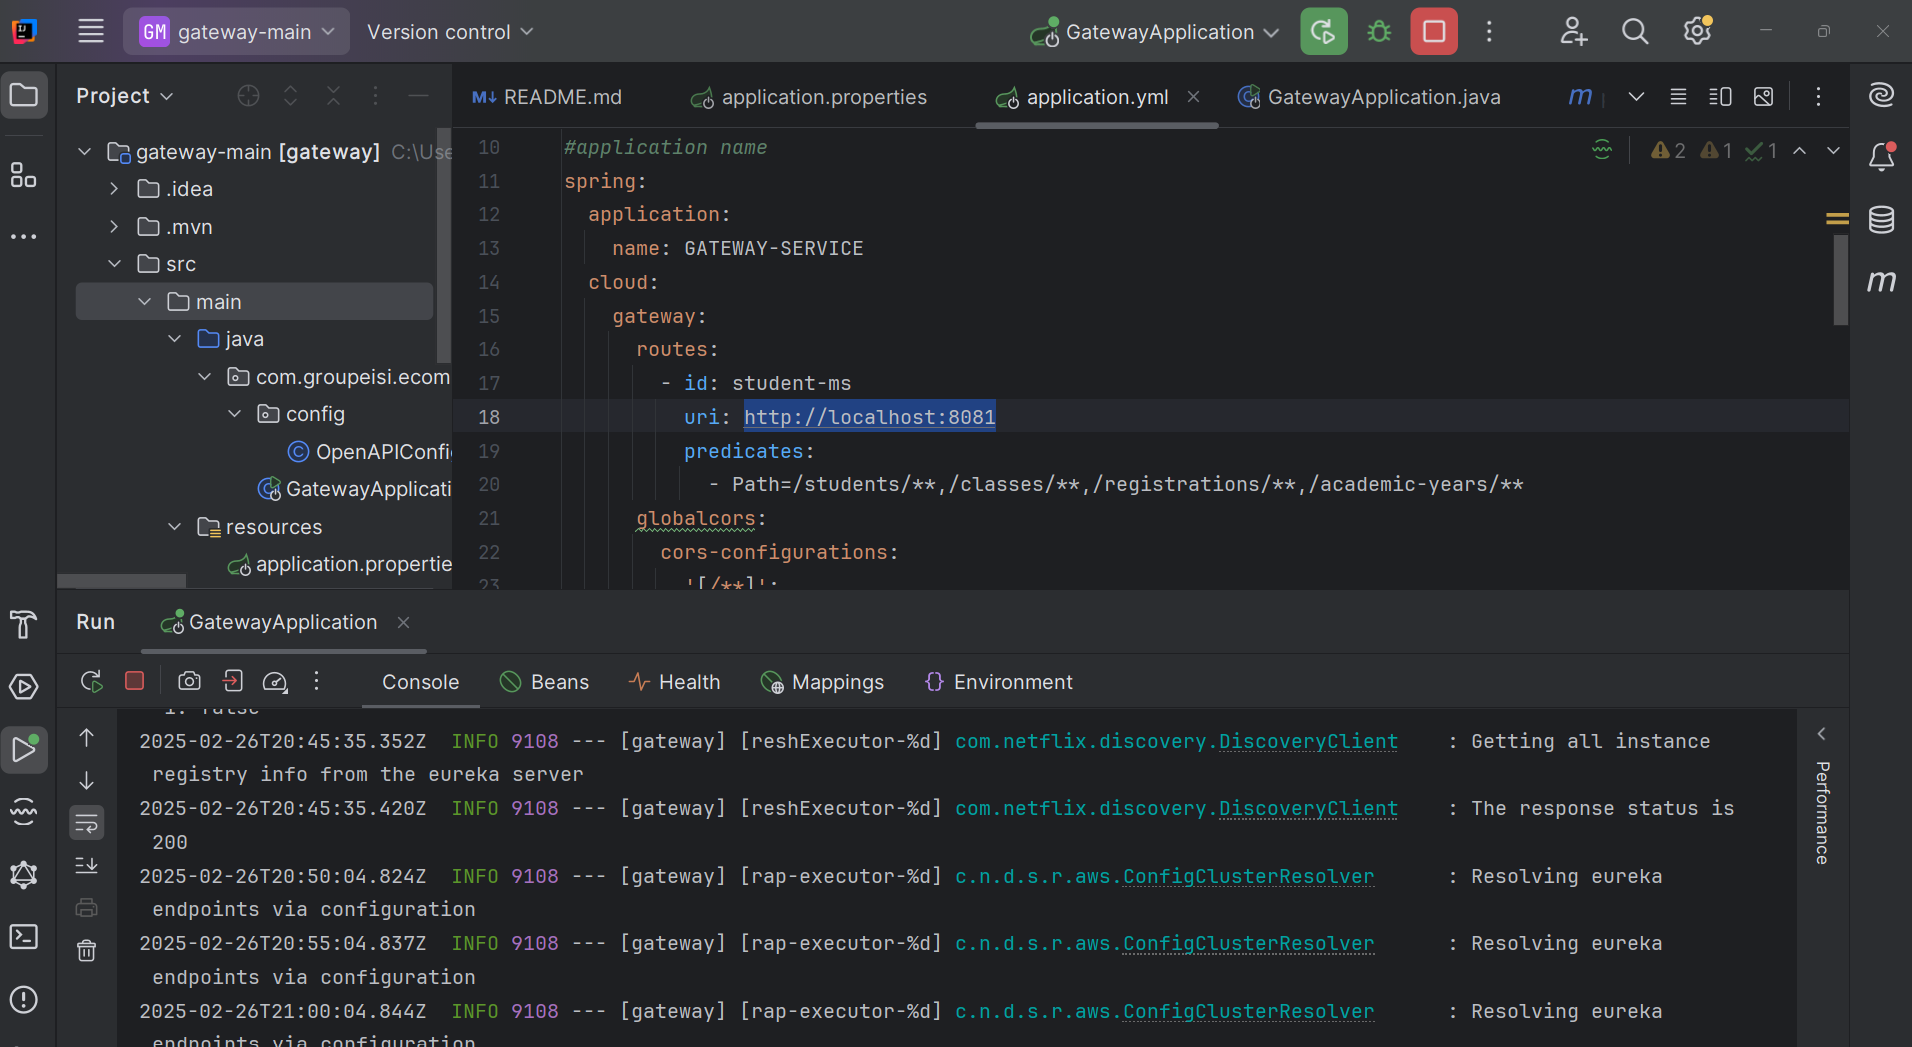 GM gateway-main
Version control
GatewayApplication
Project
README.md
application.properties
application.yml
GatewayApplication.java
m
gateway-main [gateway] C:\Use
.idea
.mvn
src
main
java
com.groupeisi.ecom
config
OpenAPIConfi
GatewayApplicati
resources
application.propertie
10 #application name
11 spring:
12 application:
13 name: GATEWAY-SERVICE
14 cloud:
15 gateway:
16 routes:
17 - id: student-ms
18 uri: http://localhost:8081
19 predicates:
20 - Path=/students/**,/classes/**,/registrations/**,/academic-years/**
21 globalcors:
22 cors-configurations:
23 '[/**]':
2 1 1
m
Run
GatewayApplication
Console
Beans
Health
Mappings
Environment
1: false
2025-02-26T20:45:35.352Z INFO 9108 --- [gateway] [reshExecutor-%d] com.netflix.discovery.DiscoveryClient : Getting all instance
registry info from the eureka server
2025-02-26T20:45:35.420Z INFO 9108 --- [gateway] [reshExecutor-%d] com.netflix.discovery.DiscoveryClient : The response status is
200
2025-02-26T20:50:04.824Z INFO 9108 --- [gateway] [rap-executor-%d] c.n.d.s.r.aws.ConfigClusterResolver : Resolving eureka
endpoints via configuration
2025-02-26T20:55:04.837Z INFO 9108 --- [gateway] [rap-executor-%d] c.n.d.s.r.aws.ConfigClusterResolver : Resolving eureka
endpoints via configuration
2025-02-26T21:00:04.844Z INFO 9108 --- [gateway] [rap-executor-%d] c.n.d.s.r.aws.ConfigClusterResolver : Resolving eureka
endpoints via configuration
Performance